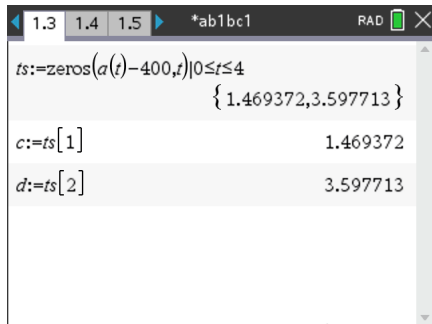 1.3 1.4 1.5 *ab1bc1 RAD
ts:=zeros(a(t)−400,t)|0≤t≤4
{1.469372,3.597713}
c:=ts[1] 1.469372
d:=ts[2] 3.597713